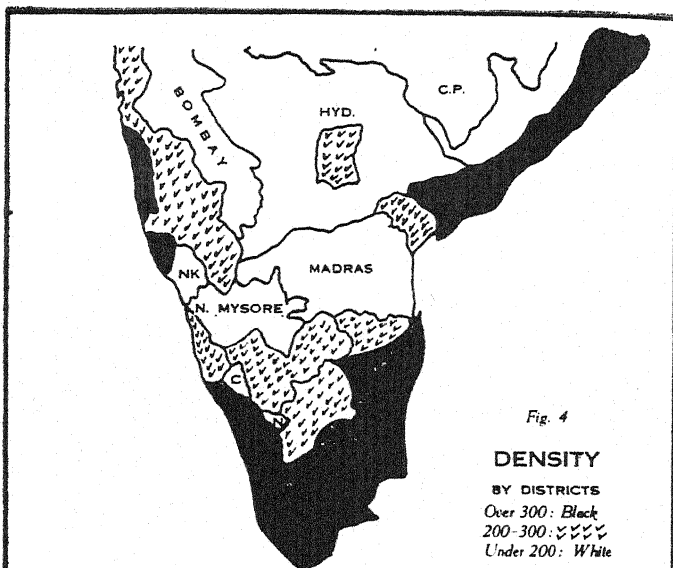 C.P.
BOMBAY
HYD.
NK
MADRAS
N. MYSORE
C
N
Fig. 4
DENSITY
BY DISTRICTS
Over 300: Black
200-300:
Under 200: White